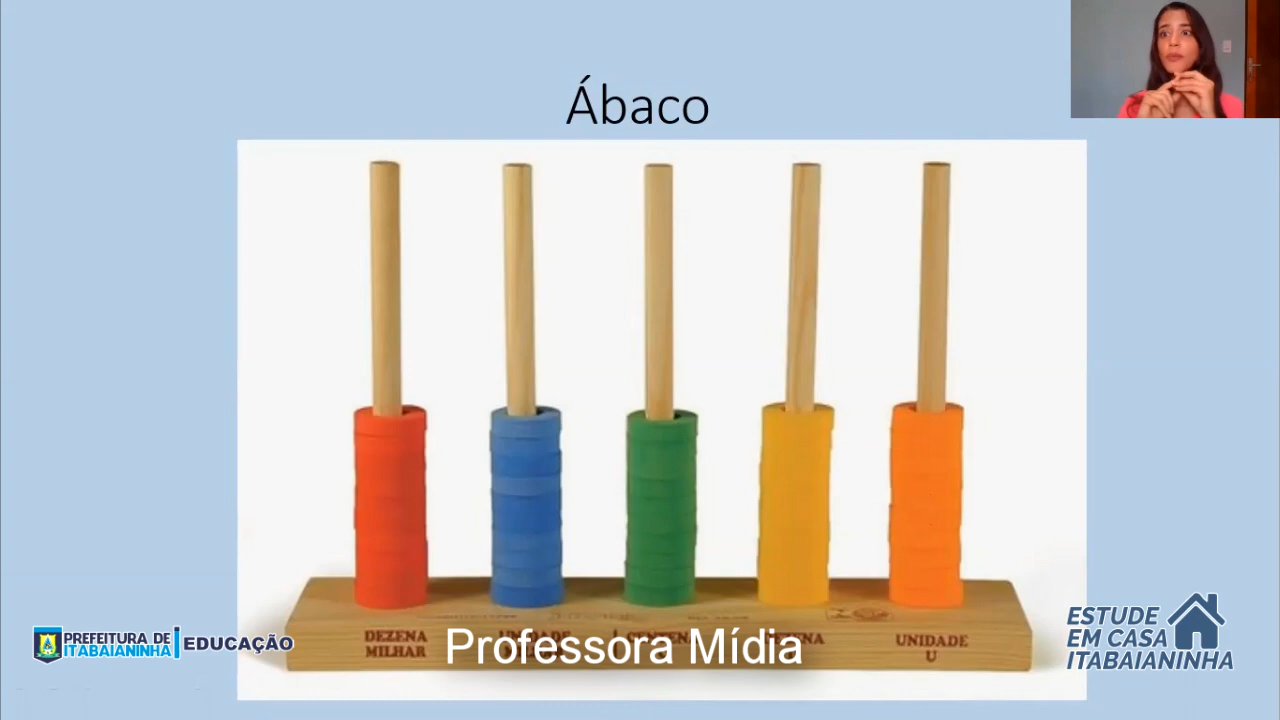 Ábaco
DEZENA
MILHAR
UNIDADE
U
Professora Mídia
PREFEITURA DE
ITABAIANINHA
EDUCAÇÃO
ESTUDE
EM CASA
ITABAIANINHA